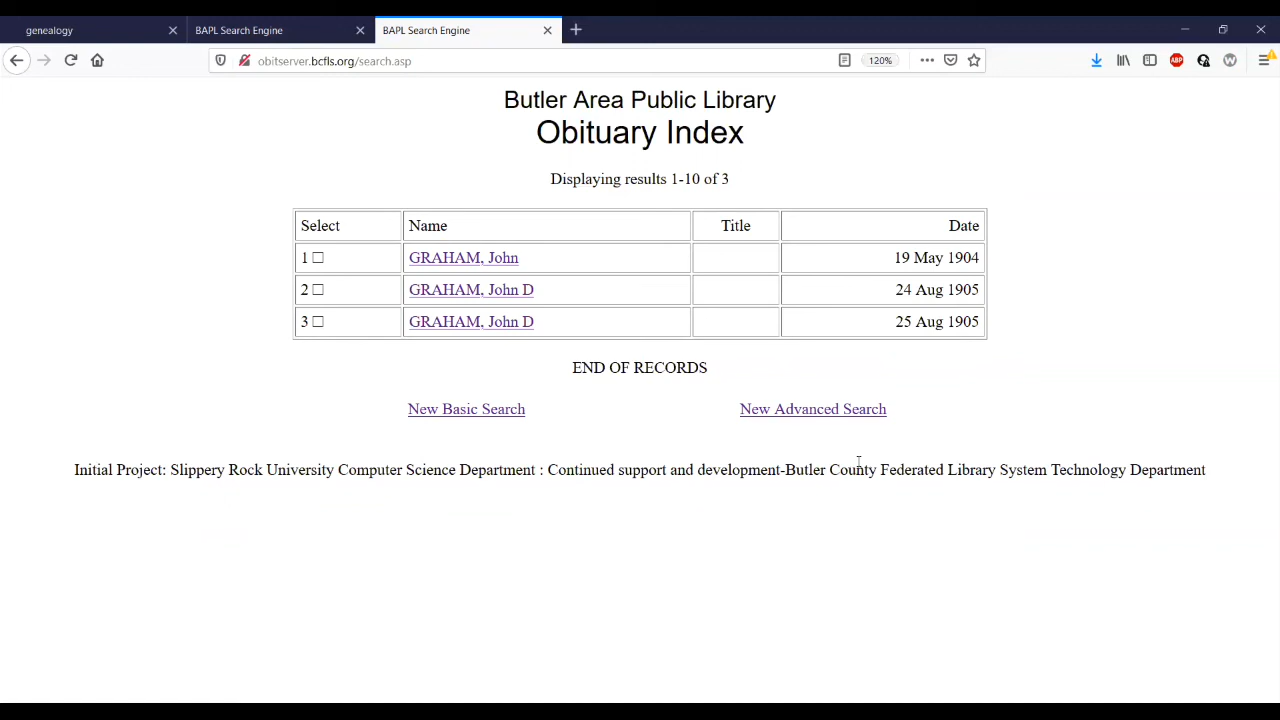 genealogy
BAPL Search Engine
BAPL Search Engine
obitserver.bcfls.org/search.asp
120%
ABP
W
Butler Area Public Library
Obituary Index
Displaying results 1-10 of 3
Select Name Title Date
1 GRAHAM, John 19 May 1904
2 GRAHAM, John D 24 Aug 1905
3 GRAHAM, John D 25 Aug 1905
END OF RECORDS
New Basic Search New Advanced Search
Initial Project: Slippery Rock University Computer Science Department : Continued support and development-Butler County Federated Library System Technology Department